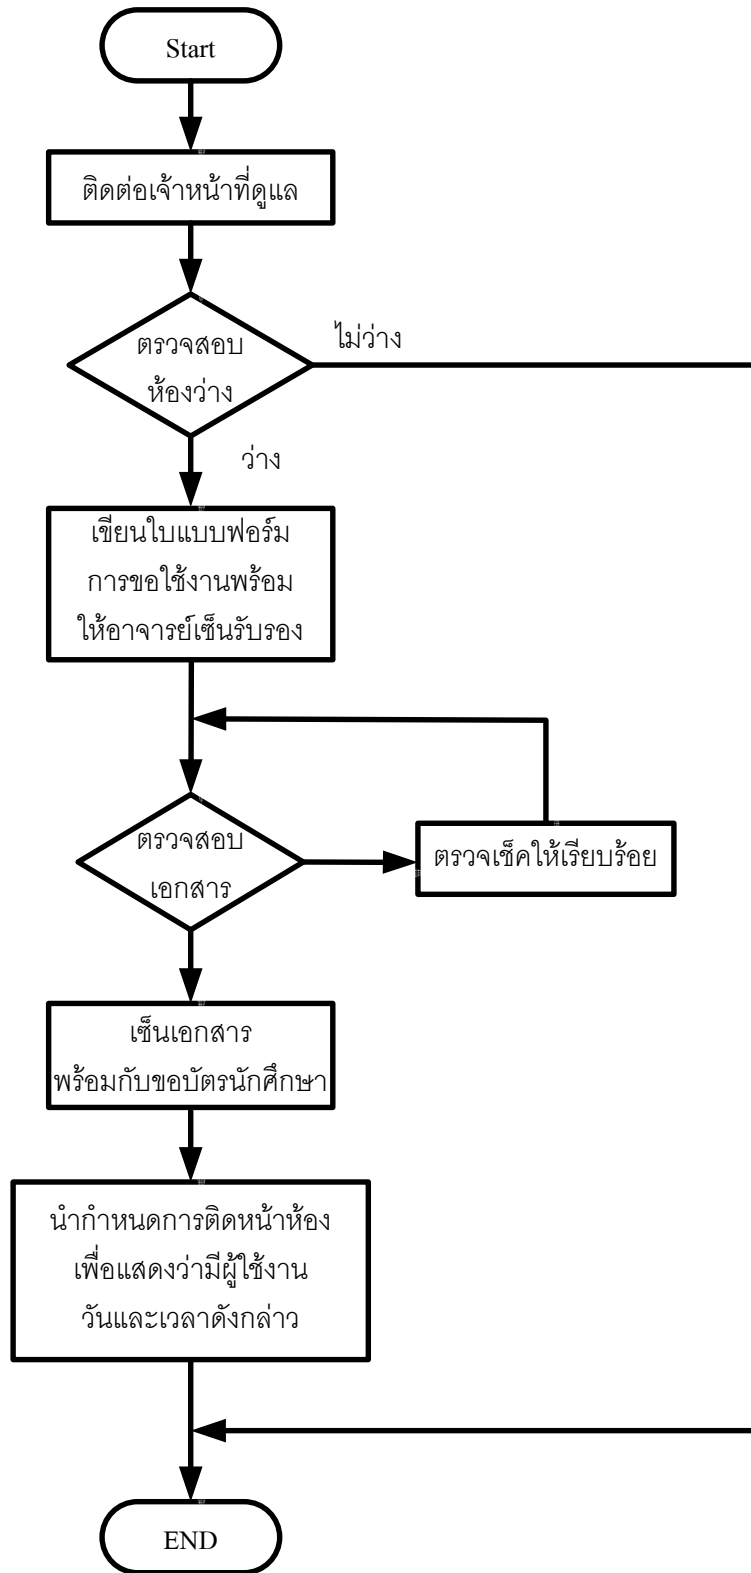 Start
ติดต่อเจ้าหน้าที่ดูแล
ตรวจสอบ
ห้องว่าง
ไม่ว่าง
ว่าง
เขียนใบแบบฟอร์ม
การขอใช้งานพร้อม
ให้อาจารย์เซ็นรับรอง
ตรวจสอบ
เอกสาร
ตรวจเช็คให้เรียบร้อย
เซ็นเอกสาร
พร้อมกับขอบัตรนักศึกษา
นำกำหนดการติดหน้าห้อง
เพื่อแสดงว่ามีผู้ใช้งาน
วันและเวลาดังกล่าว
END